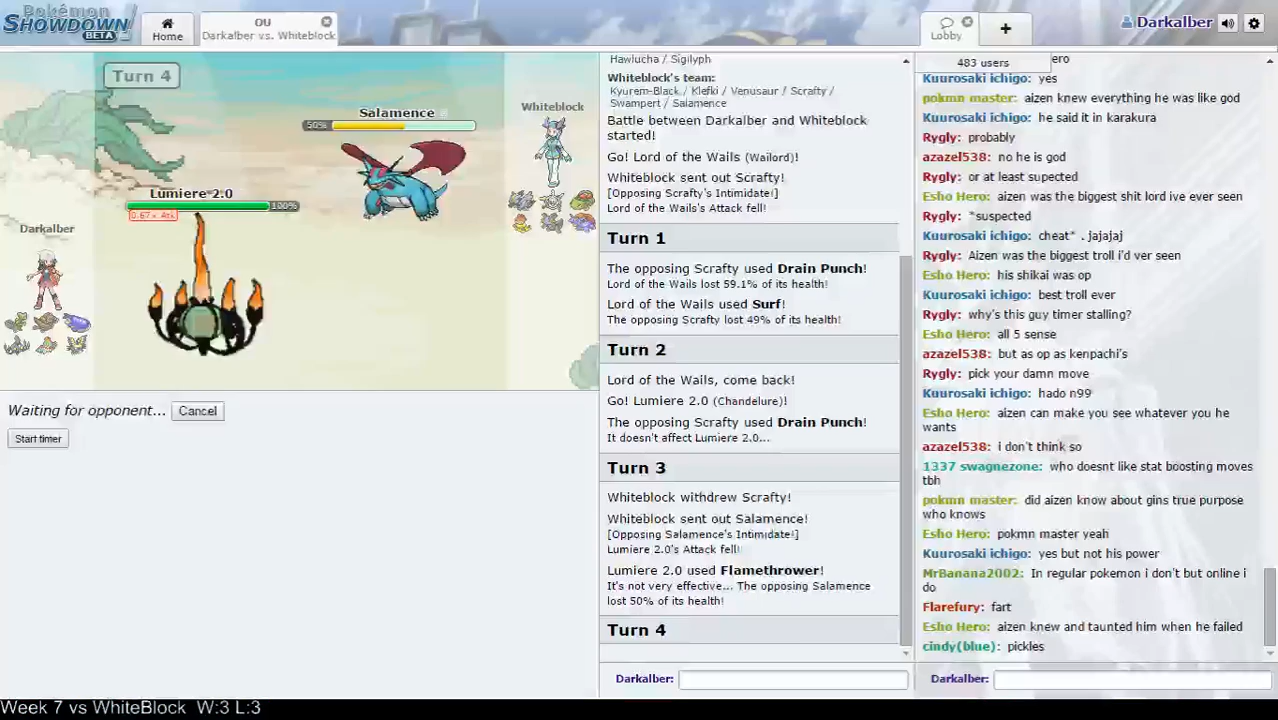 Pokémon
SHOWDOWN
BETA
Home
OU
Darkalber vs. Whiteblock
Lobby
+
Darkalber
Turn 4
Salamence
50%
Whiteblock
Lumiere 2.0
100%
0.67× Atk
Darkalber
Waiting for opponent...
Cancel
Start timer
Hawlucha / Sigilyph
Whiteblock's team:
Kyurem-Black / Klefki / Venusaur / Scrafty /
Swampert / Salamence
Battle between Darkalber and Whiteblock
started!
Go! Lord of the Wails (Wailord)!
Whiteblock sent out Scrafty!
[Opposing Scrafty's Intimidate!]
Lord of the Wails's Attack fell!
Turn 1
The opposing Scrafty used Drain Punch!
Lord of the Wails lost 59.1% of its health!
Lord of the Wails used Surf!
The opposing Scrafty lost 49% of its health!
Turn 2
Lord of the Wails, come back!
Go! Lumiere 2.0 (Chandelure)!
The opposing Scrafty used Drain Punch!
It doesn't affect Lumiere 2.0...
Turn 3
Whiteblock withdrew Scrafty!
Whiteblock sent out Salamence!
[Opposing Salamence's Intimidate!]
Lumiere 2.0's Attack fell!
Lumiere 2.0 used Flamethrower!
It's not very effective... The opposing Salamence
lost 50% of its health!
Turn 4
Darkalber:
483 users
ero
Kuurosaki ichigo: yes
pokmn master: aizen knew everything he was like god
Kuurosaki ichigo: he said it in karakura
Rygly: probably
azazel538: no he is god
Rygly: or at least supected
Esho Hero: aizen was the biggest shit lord ive ever seen
Rygly: *suspected
Kuurosaki ichigo: cheat* . jajajaj
Rygly: Aizen was the biggest troll i'd ver seen
Esho Hero: his shikai was op
Kuurosaki ichigo: best troll ever
Rygly: why's this guy timer stalling?
Esho Hero: all 5 sense
azazel538: but as op as kenpachi's
Rygly: pick your damn move
Kuurosaki ichigo: hado n99
Esho Hero: aizen can make you see whatever you he
wants
azazel538: i don't think so
1337 swagnezone: who doesnt like stat boosting moves
tbh
pokmn master: did aizen know about gins true purpose
who knows
Esho Hero: pokmn master yeah
Kuurosaki ichigo: yes but not his power
MrBanana2002: In regular pokemon i don't but online i
do
Flarefury: fart
Esho Hero: aizen knew and taunted him when he failed
cindy(blue): pickles
Darkalber:
Week 7 vs WhiteBlock W:3 L:3